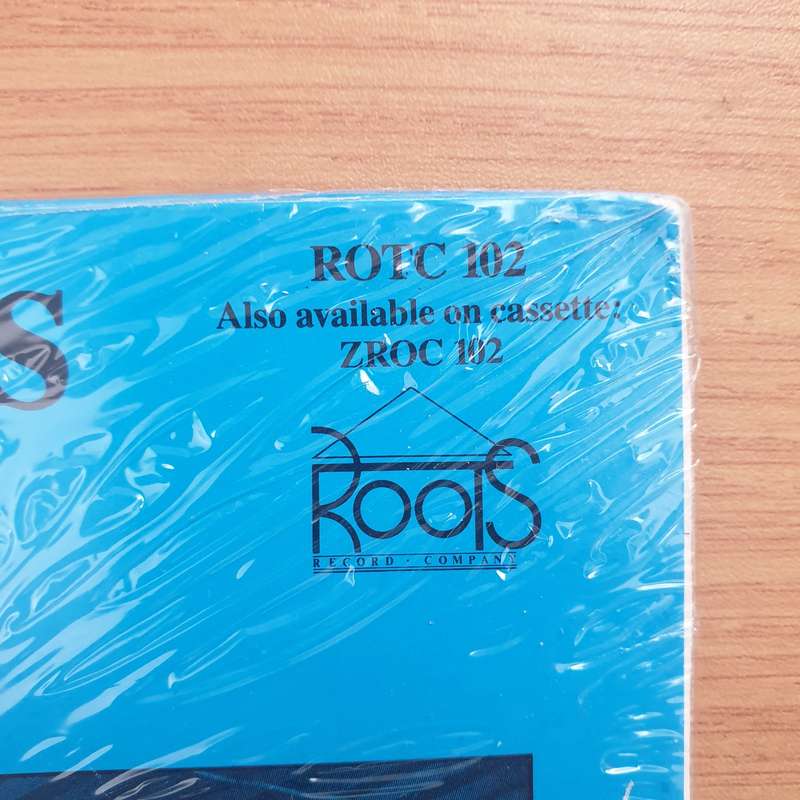 ROTC 102
Also available on cassette:
ZROC 102
S
ROOTS
RECORD · COMPANY